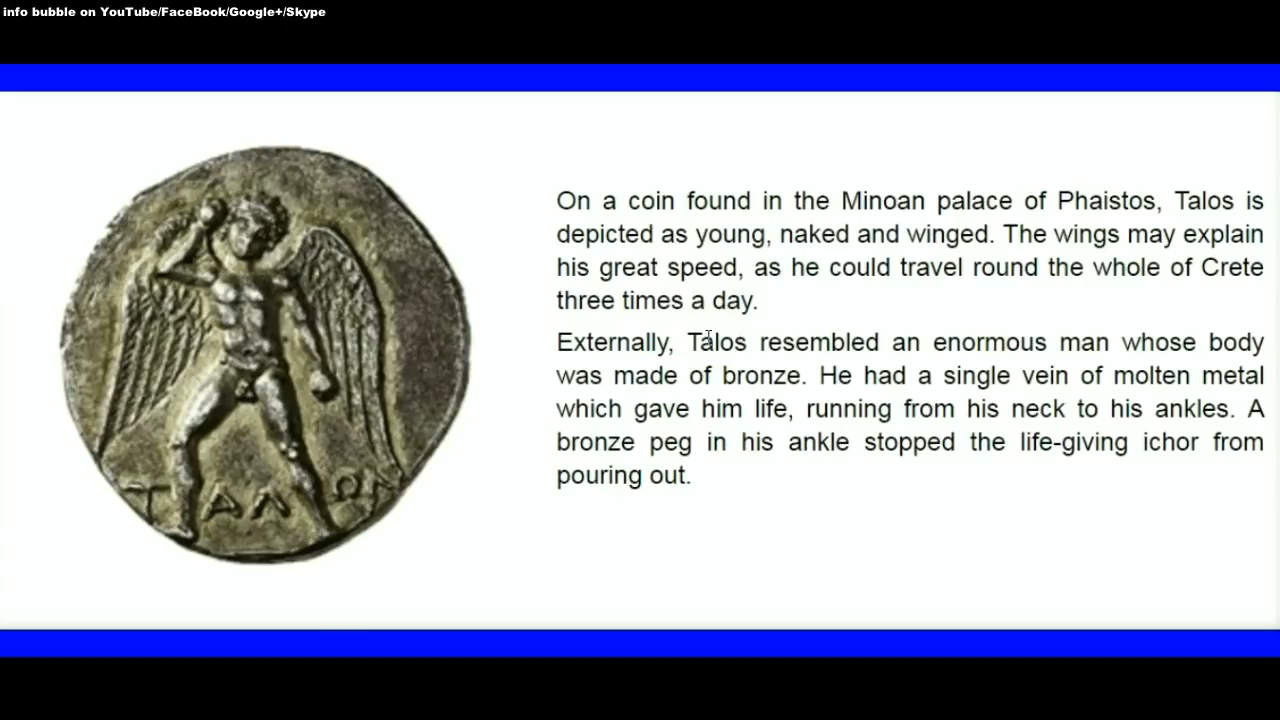 info bubble on YouTube/FaceBook/Google+/Skype
On a coin found in the Minoan palace of Phaistos, Talos is
depicted as young, naked and winged. The wings may explain
his great speed, as he could travel round the whole of Crete
three times a day.
Externally, Talos resembled an enormous man whose body
was made of bronze. He had a single vein of molten metal
which gave him life, running from his neck to his ankles. A
bronze peg in his ankle stopped the life-giving ichor from
pouring out.
ΤΑΛΩΝ